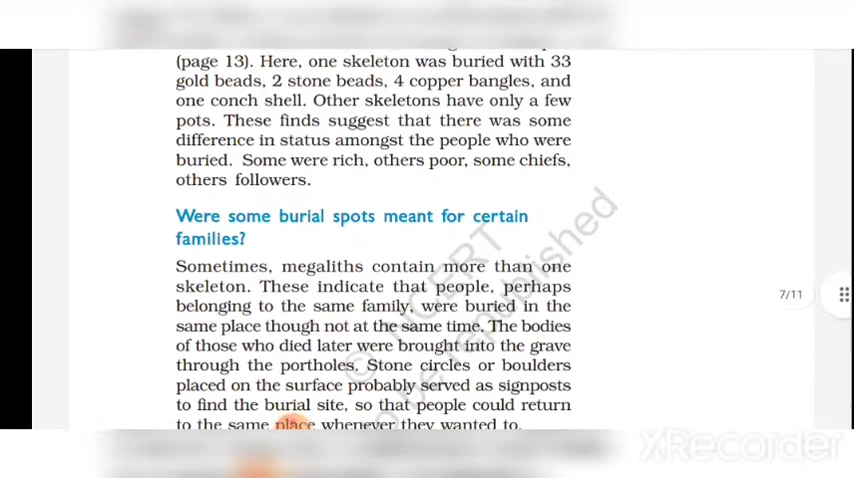 (page 13). Here, one skeleton was buried with 33
gold beads, 2 stone beads, 4 copper bangles, and
one conch shell. Other skeletons have only a few
pots. These finds suggest that there was some
difference in status amongst the people who were
buried. Some were rich, others poor, some chiefs,
others followers.
Were some burial spots meant for certain
families?
Sometimes, megaliths contain more than one
skeleton. These indicate that people, perhaps
belonging to the same family, were buried in the
same place though not at the same time. The bodies
of those who died later were brought into the grave
through the portholes. Stone circles or boulders
placed on the surface probably served as signposts
to find the burial site, so that people could return
to the same place whenever they wanted to.
7/11
© NCERT
be republished
XRecorder